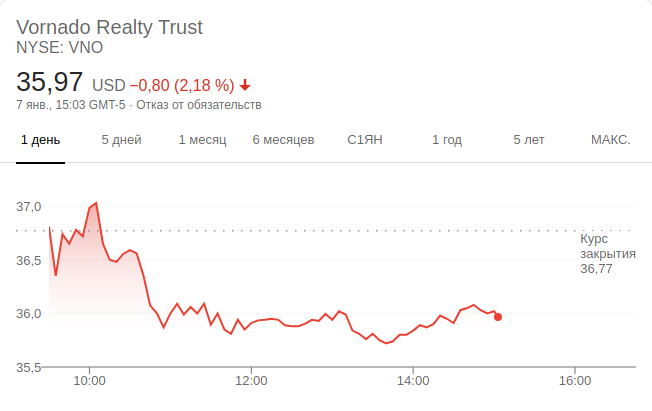 Vornado Realty Trust
NYSE: VNO
35,97 USD −0,80 (2,18 %)
7 янв., 15:03 GMT-5 · Отказ от обязательств
1 день 5 дней 1 месяц 6 месяцев С1ЯН 1 год 5 лет МАКС.
37,0
Курс
закрытия
36,5
36,77
36,0
35,5
10:00 12:00 14:00 16:00